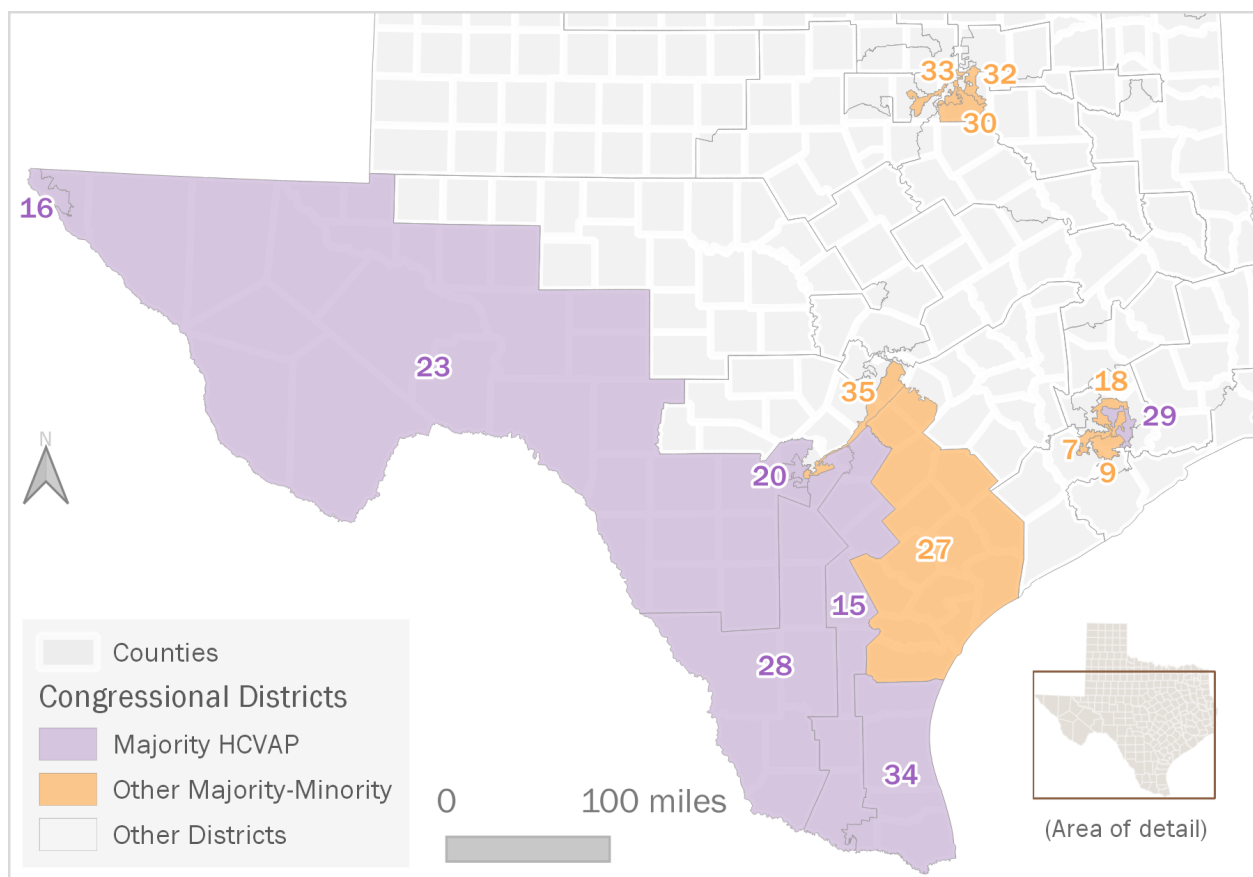 33
32
30
16
23
35
18
29
7
9
20
27
15
28
34
N
Counties
Congressional Districts
Majority HCVAP
Other Majority-Minority
Other Districts
0 100 miles
(Area of detail)